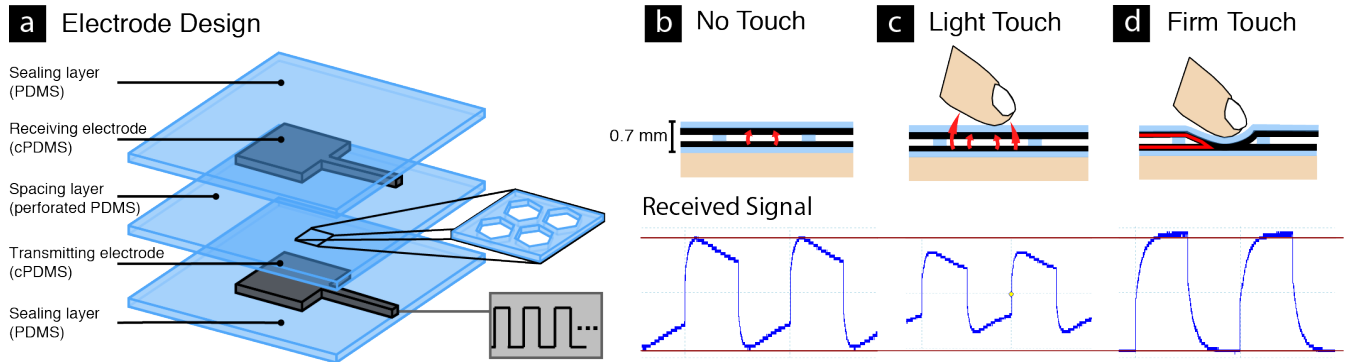 a Electrode Design
Sealing layer
(PDMS)
Receiving electrode
(cPDMS)
Spacing layer
(perforated PDMS)
Transmitting electrode
(cPDMS)
Sealing layer
(PDMS)
b No Touch
0.7 mm
c Light Touch
d Firm Touch
Received Signal